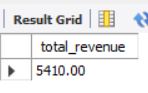 Result Grid
total_revenue
5410.00